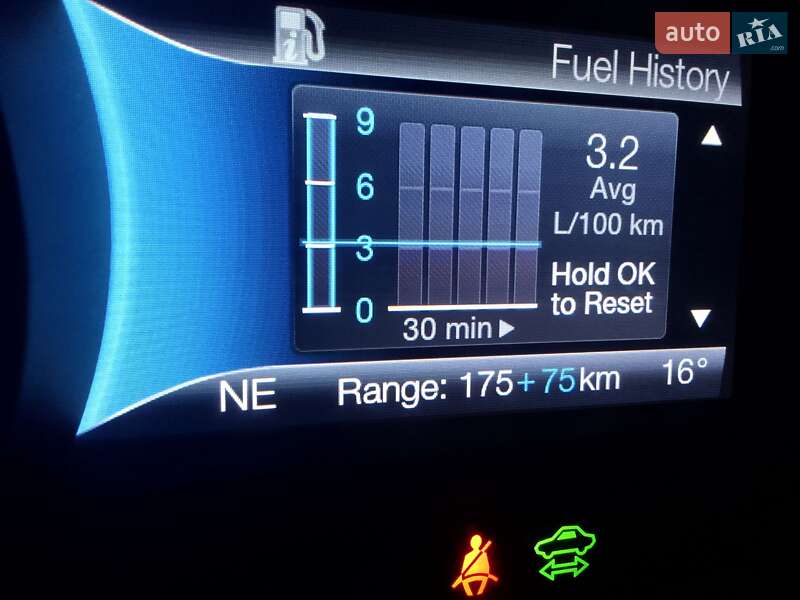 auto RIA .com
Fuel History
9
6
3
0
3.2
Avg
L/100 km
Hold OK
to Reset
30 min
NE Range: 175+75km 16°